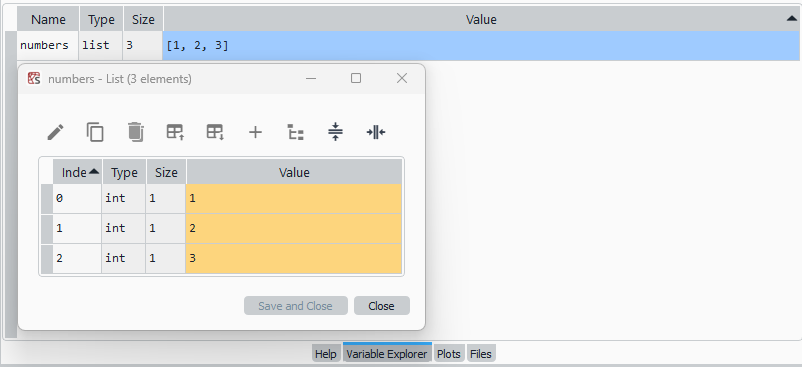 Name Type Size Value
numbers list 3 [1, 2, 3]
numbers - List (3 elements)
Inde Type Size Value
0 int 1 1
1 int 1 2
2 int 1 3
Save and Close Close
Help Variable Explorer Plots Files